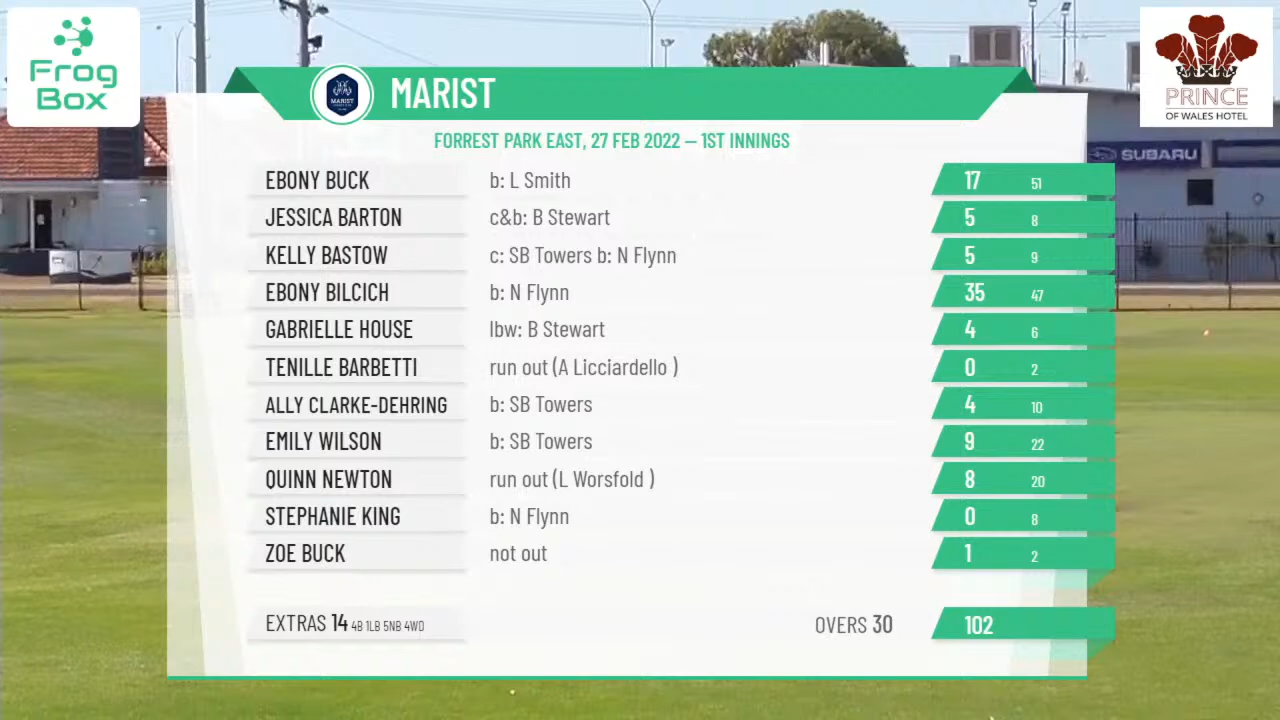 Frog
Box
MARIST
MARIST
PRINCE
OF WALES HOTEL
FORREST PARK EAST, 27 FEB 2022 – 1ST INNINGS
SUBARU
EBONY BUCK b: L Smith 17 51
JESSICA BARTON c&b: B Stewart 5 8
KELLY BASTOW c: SB Towers b: N Flynn 5 9
EBONY BILCICH b: N Flynn 35 47
GABRIELLE HOUSE lbw: B Stewart 4 6
TENILLE BARBETTI run out (A Licciardello ) 0 2
ALLY CLARKE-DEHRING b: SB Towers 4 10
EMILY WILSON b: SB Towers 9 22
QUINN NEWTON run out (L Worsfold ) 8 20
STEPHANIE KING b: N Flynn 0 8
ZOE BUCK not out 1 2
EXTRAS 14 4B 1LB 5NB 4WD OVERS 30 102